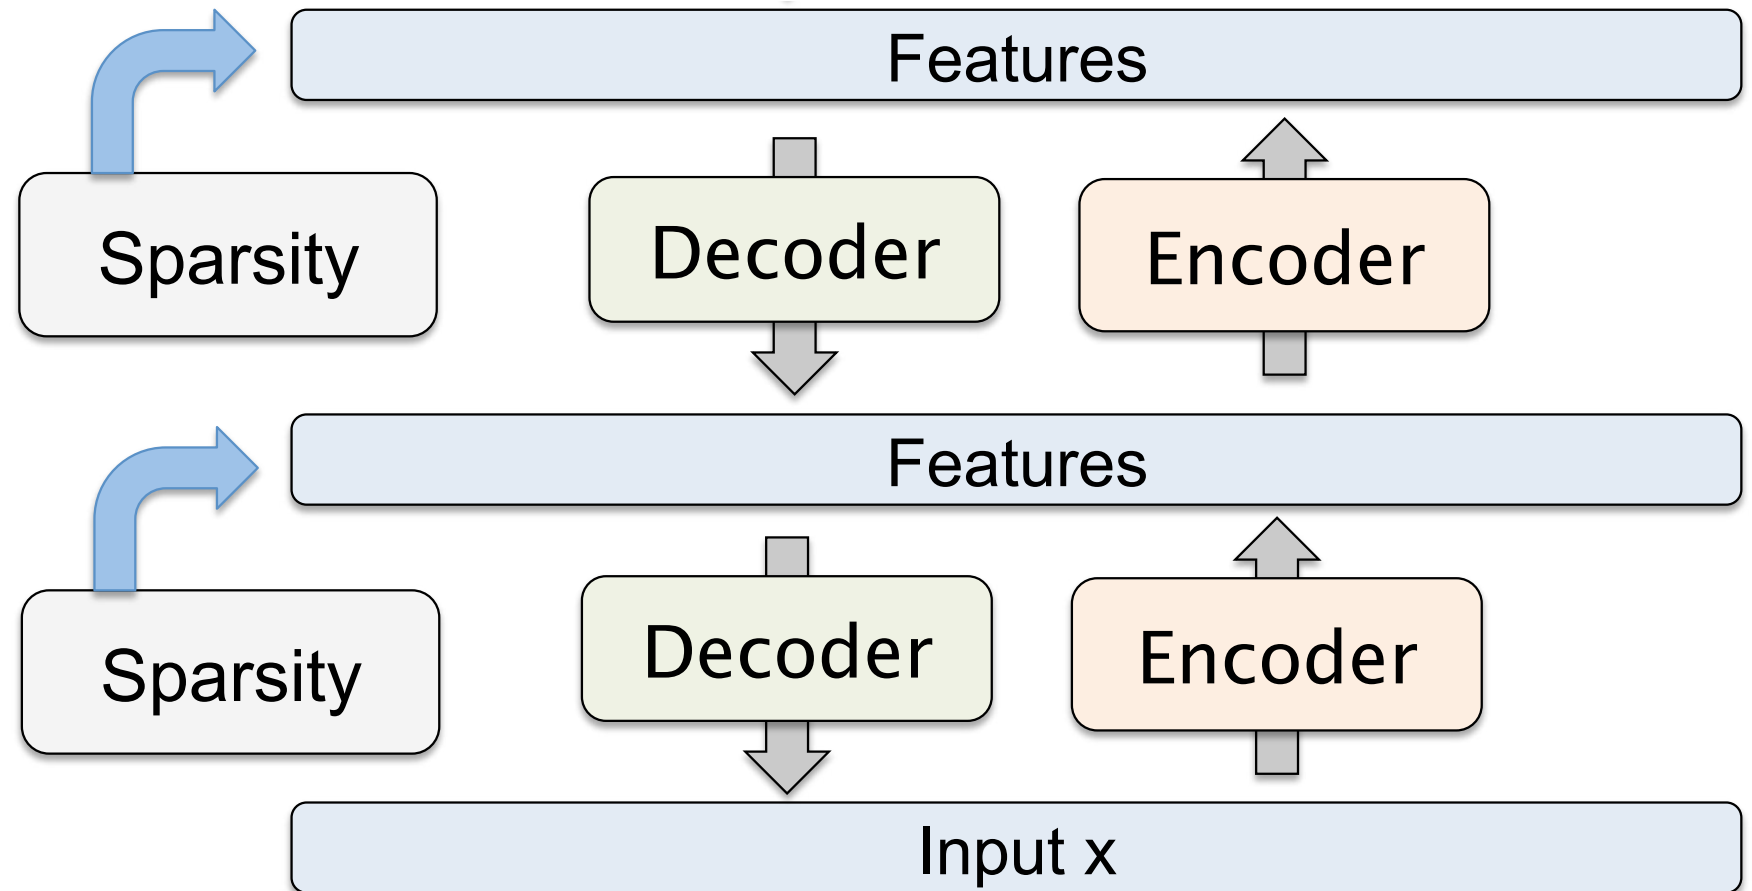 Features
Sparsity
Decoder
Encoder
Features
Sparsity
Decoder
Encoder
Input x